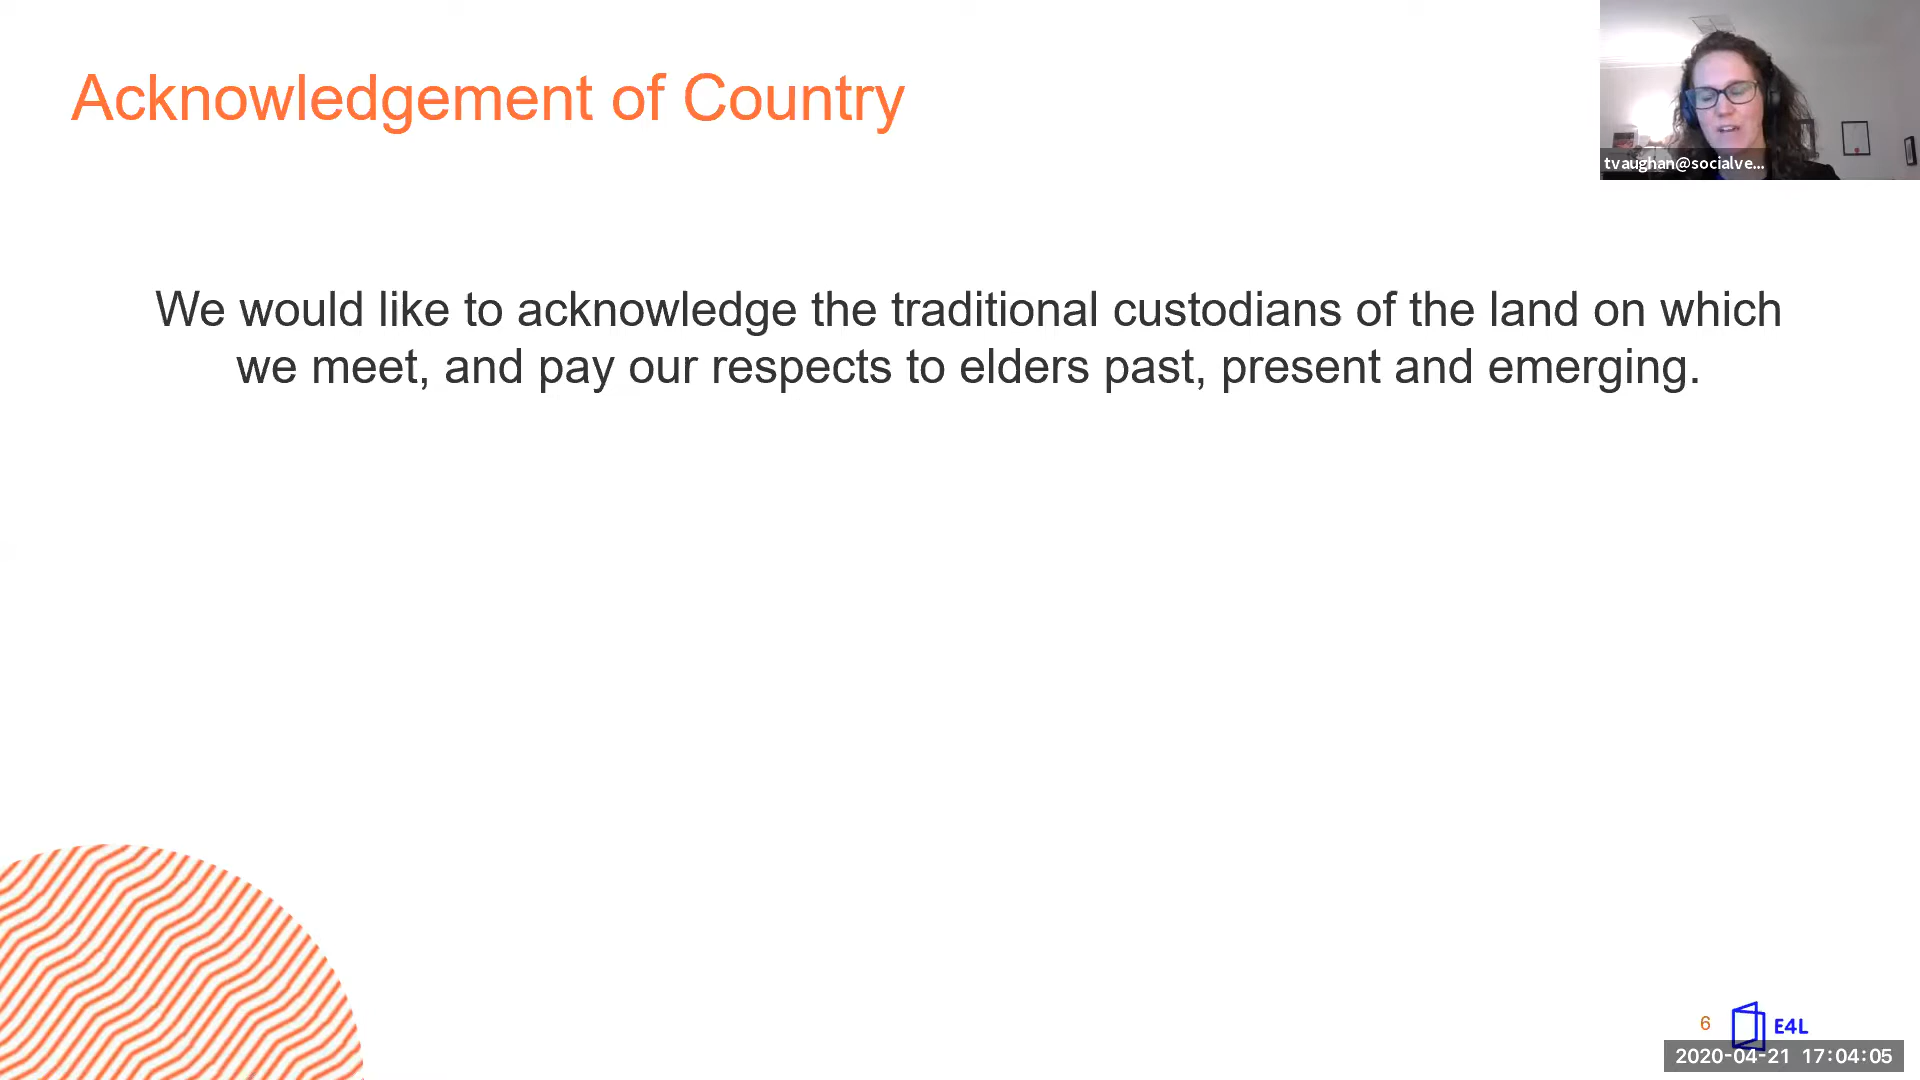 Acknowledgement of Country
tvaughan@socialve...
We would like to acknowledge the traditional custodians of the land on which
we meet, and pay our respects to elders past, present and emerging.
6
E4L
2020-04-21 17:04:05